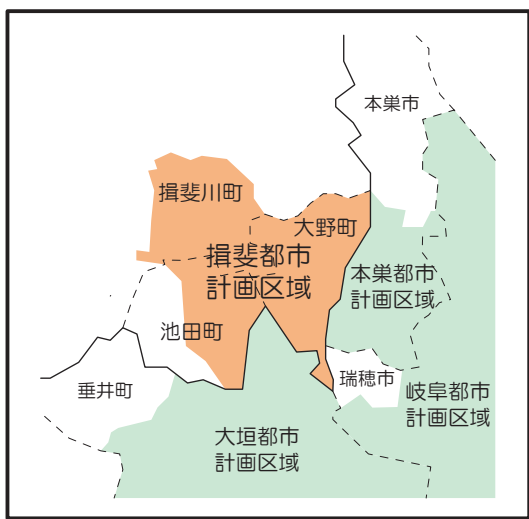 本巣市
揖斐川町
大野町
揖斐都市
計画区域
本巣都市
計画区域
池田町
垂井町
瑞穂市
岐阜都市
計画区域
大垣都市
計画区域